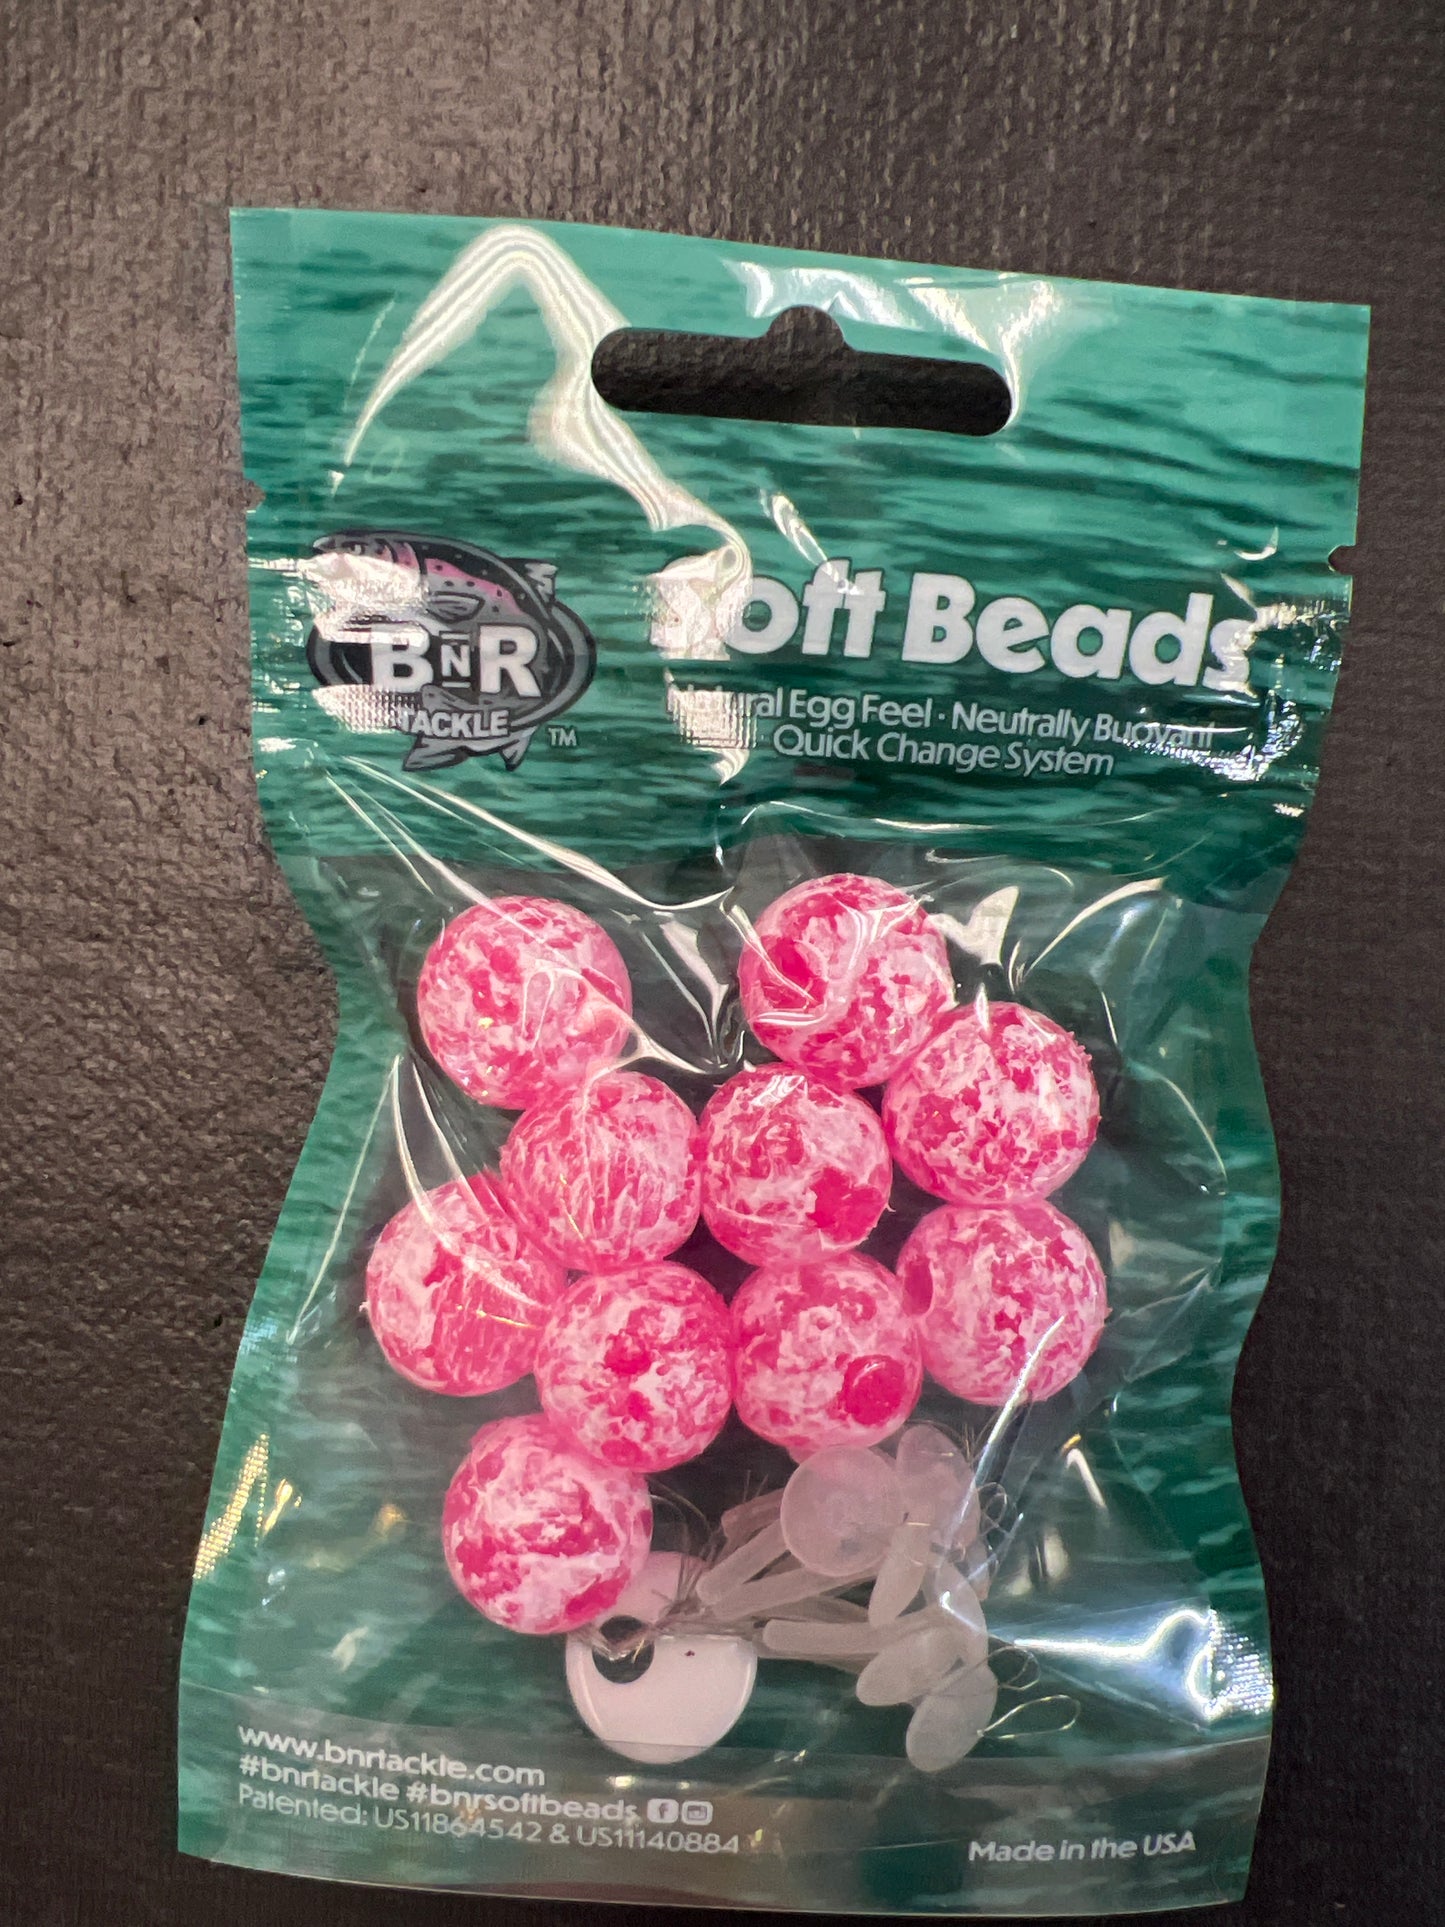 BNR
TACKLE
TM
Soft Beads
Natural Egg Feel · Neutrally Buoyant
Quick Change System
www.bnrtackle.com
#bnrtackle #bnrsoftbeads
Patented: US11864542 & US11140884
Made in the USA